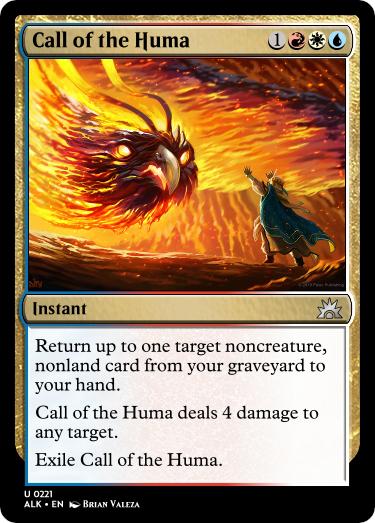 Call of the Huma
1
Instant
Return up to one target noncreature,
nonland card from your graveyard to
your hand.
Call of the Huma deals 4 damage to
any target.
Exile Call of the Huma.
U 0221
ALK • EN Brian Valeza